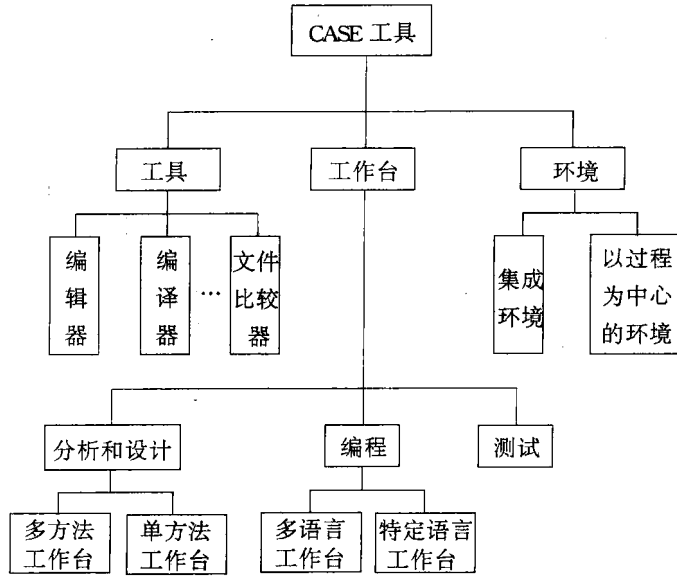 CASE 工具
工具
工作台
环境
编
辑
器
编
译
器
…
文件
比较
器
集成
环境
以过程
为中心
的环境
分析和设计
编程
测试
多方法
工作台
单方法
工作台
多语言
工作台
特定语言
工作台